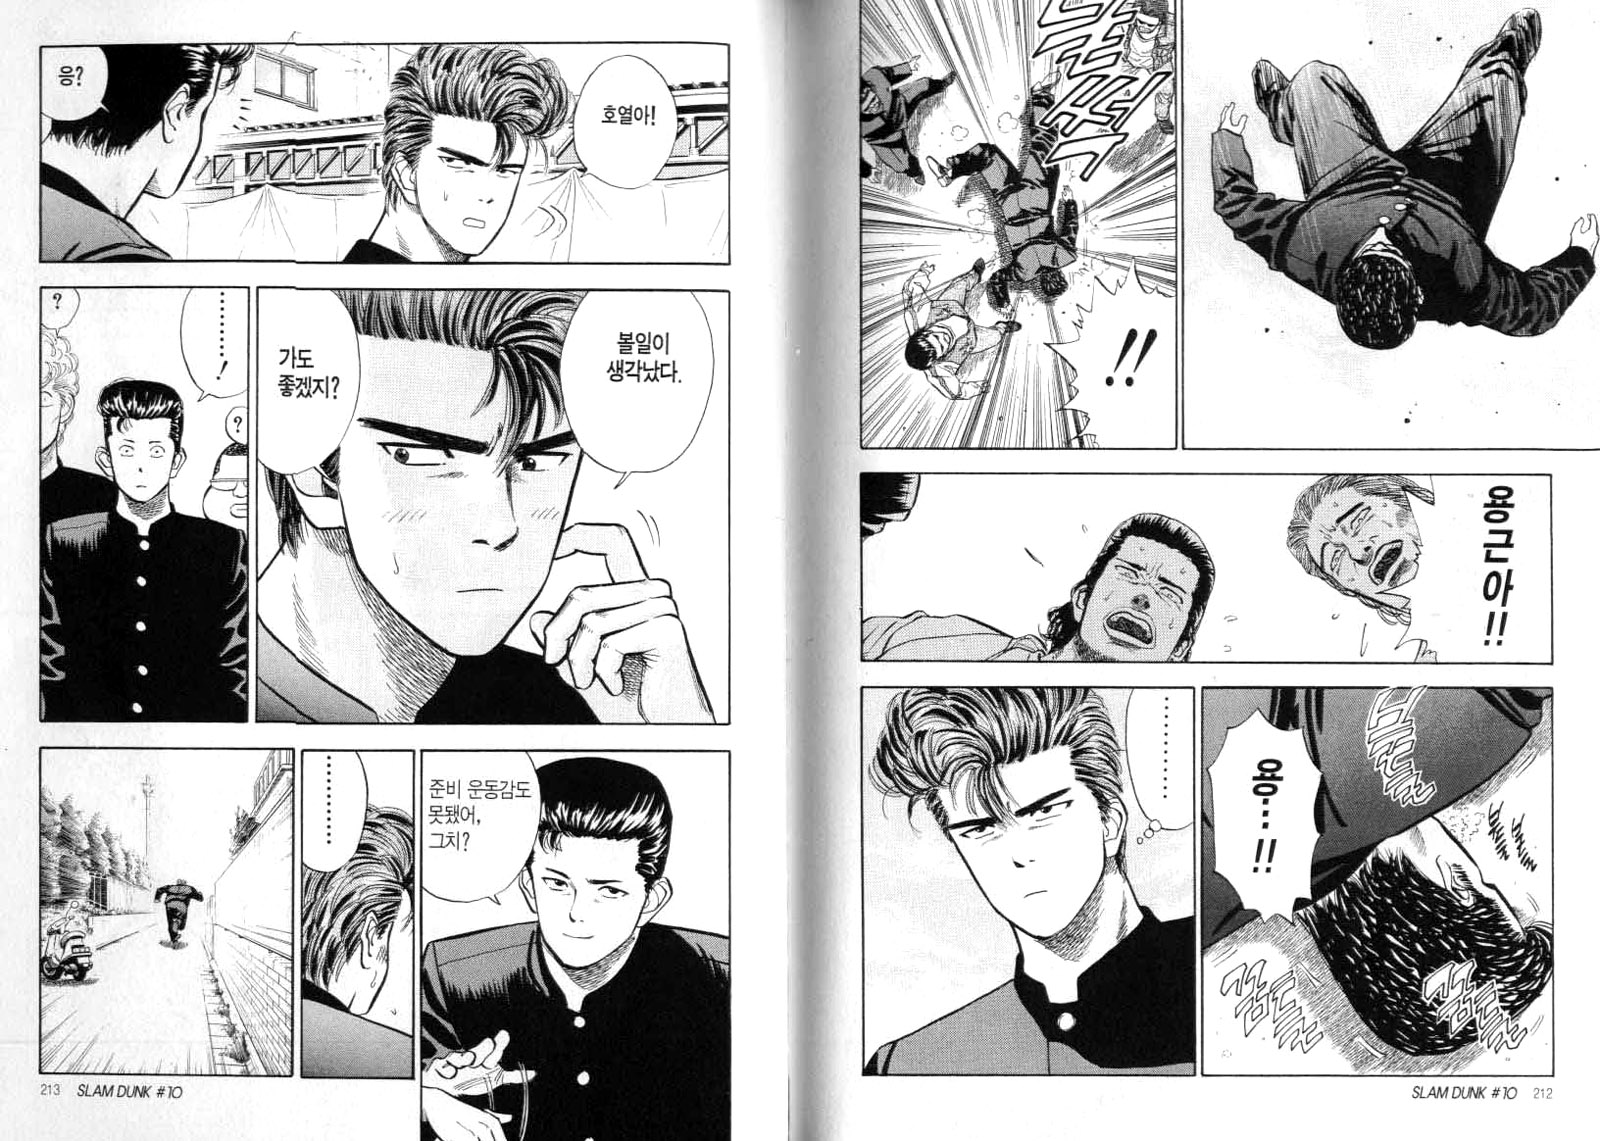 !!
용근아!!
용‥!!
꿈틀
꿈틀
‥‥‥
SLAM DUNK #10 212
호열아!
응?
볼일이
생각났다.
가도
좋겠지?
‥‥‥!
?
?
준비 운동감도
못됐어,
그치?
‥‥‥
213 SLAM DUNK #10